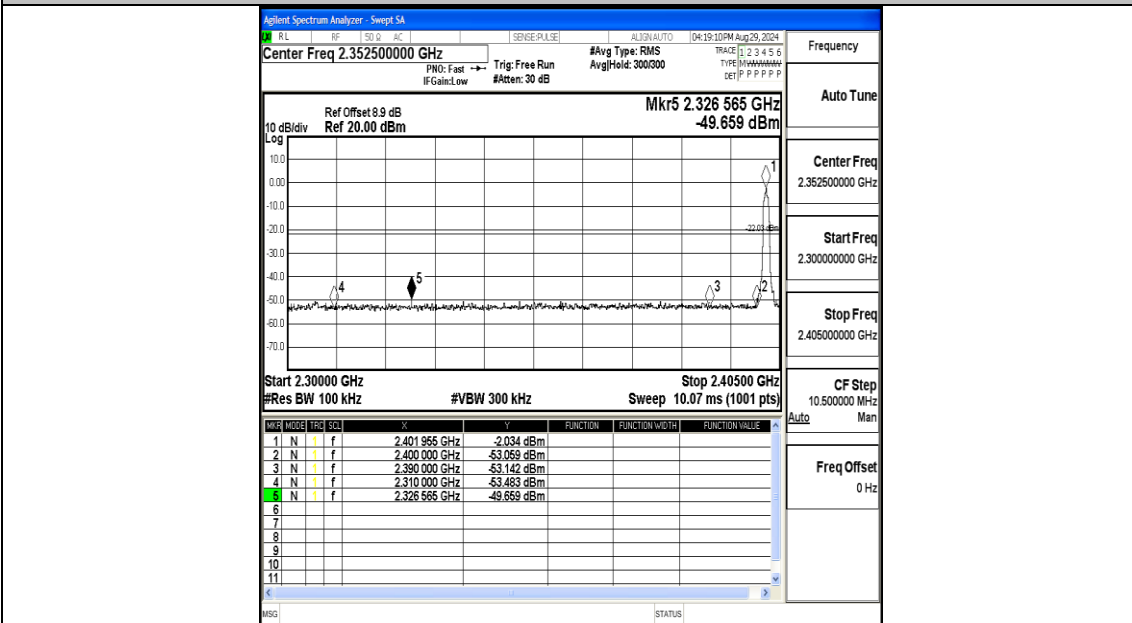 Agilent Spectrum Analyzer - Swept SA
RL RF 50 Ω AC SENSE:PULSE ALIGN AUTO 04:19:10 PM Aug 29, 2024
Center Freq 2.352500000 GHz
PNO: Fast
IFGain:Low
Trig: Free Run
#Atten: 30 dB
#Avg Type: RMS
Avg|Hold: 300/300
TRACE 1 2 3 4 5 6
TYPE
DET P P P P P P
Ref Offset 8.9 dB
10 dB/div Ref 20.00 dBm
Log
Mkr5 2.326 565 GHz
-49.659 dBm
10.0
0.00
-10.0
-20.0
-30.0
-40.0
-50.0
-60.0
-70.0
1
-22.03 dBm
4
5
3
2
Start 2.30000 GHz Stop 2.40500 GHz
#Res BW 100 kHz #VBW 300 kHz Sweep 10.07 ms (1001 pts)
MKR MODE TRC SCL X Y FUNCTION FUNCTION WIDTH FUNCTION VALUE
1 N 1 f 2.401 955 GHz -2.034 dBm
2 N 1 f 2.400 000 GHz -53.059 dBm
3 N 1 f 2.390 000 GHz -53.142 dBm
4 N 1 f 2.310 000 GHz -53.483 dBm
5 N 1 f 2.326 565 GHz -49.659 dBm
6
7
8
9
10
11
MSG STATUS
Frequency
Auto Tune
Center Freq
2.352500000 GHz
Start Freq
2.300000000 GHz
Stop Freq
2.405000000 GHz
CF Step
10.500000 MHz
Auto Man
Freq Offset
0 Hz